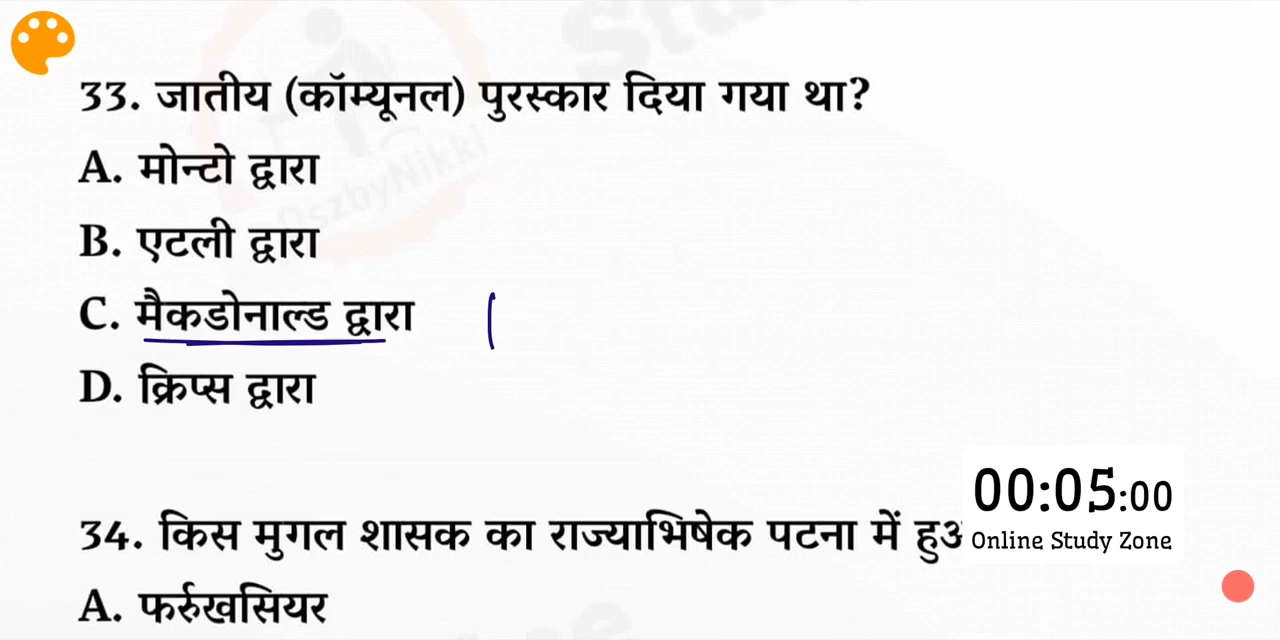 33. जातीय (कॉम्यूनल) पुरस्कार दिया गया था?
A. मोन्टो द्वारा
B. एटली द्वारा
C. मैकडोनाल्ड द्वारा
D. क्रिप्स द्वारा
34. किस मुगल शासक का राज्याभिषेक पटना में
00:05:00
Online Study Zone
A. फर्रुखसियर
OszbyNikki